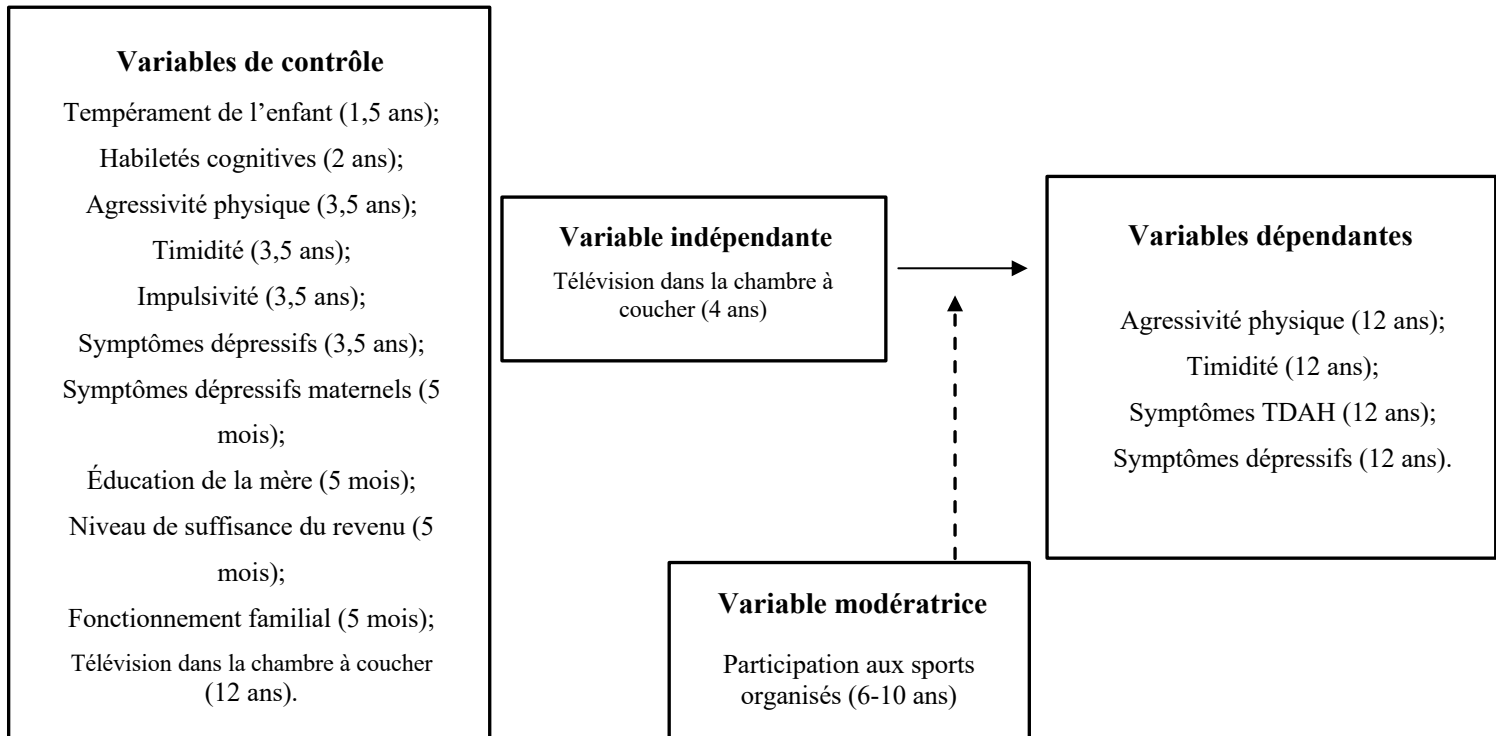 Variables de contrôle
Tempérament de l’enfant (1,5 ans);
Habiletés cognitives (2 ans);
Agressivité physique (3,5 ans);
Timidité (3,5 ans);
Impulsivité (3,5 ans);
Symptômes dépressifs (3,5 ans);
Symptômes dépressifs maternels (5
mois);
Éducation de la mère (5 mois);
Niveau de suffisance du revenu (5
mois);
Fonctionnement familial (5 mois);
Télévision dans la chambre à coucher
(12 ans).
Variable indépendante
Télévision dans la chambre à
coucher (4 ans)
Variables dépendantes
Agressivité physique (12 ans);
Timidité (12 ans);
Symptômes TDAH (12 ans);
Symptômes dépressifs (12 ans).
Variable modératrice
Participation aux sports
organisés (6-10 ans)